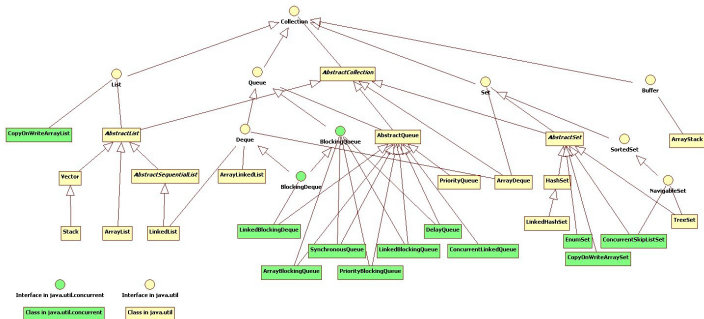 Collection
List
Queue
AbstractCollection
Set
Buffer
CopyOnWriteArrayList
AbstractList
Deque
BlockingQueue
AbstractQueue
AbstractSet
SortedSet
ArrayStack
Vector
AbstractSequentialList
ArrayLinkedList
BlockingDeque
PriorityQueue
ArrayDeque
HashSet
NavigableSet
Stack
ArrayList
LinkedList
LinkedBlockingDeque
DelayQueue
LinkedHashSet
TreeSet
SynchronousQueue
LinkedBlockingQueue
ConcurrentLinkedQueue
EnumSet
ConcurrentSkipListSet
ArrayBlockingQueue
PriorityBlockingQueue
CopyOnWriteArraySet
Interface in java.util.concurrent
Interface in java.util
Class in java.util.concurrent
Class in java.util